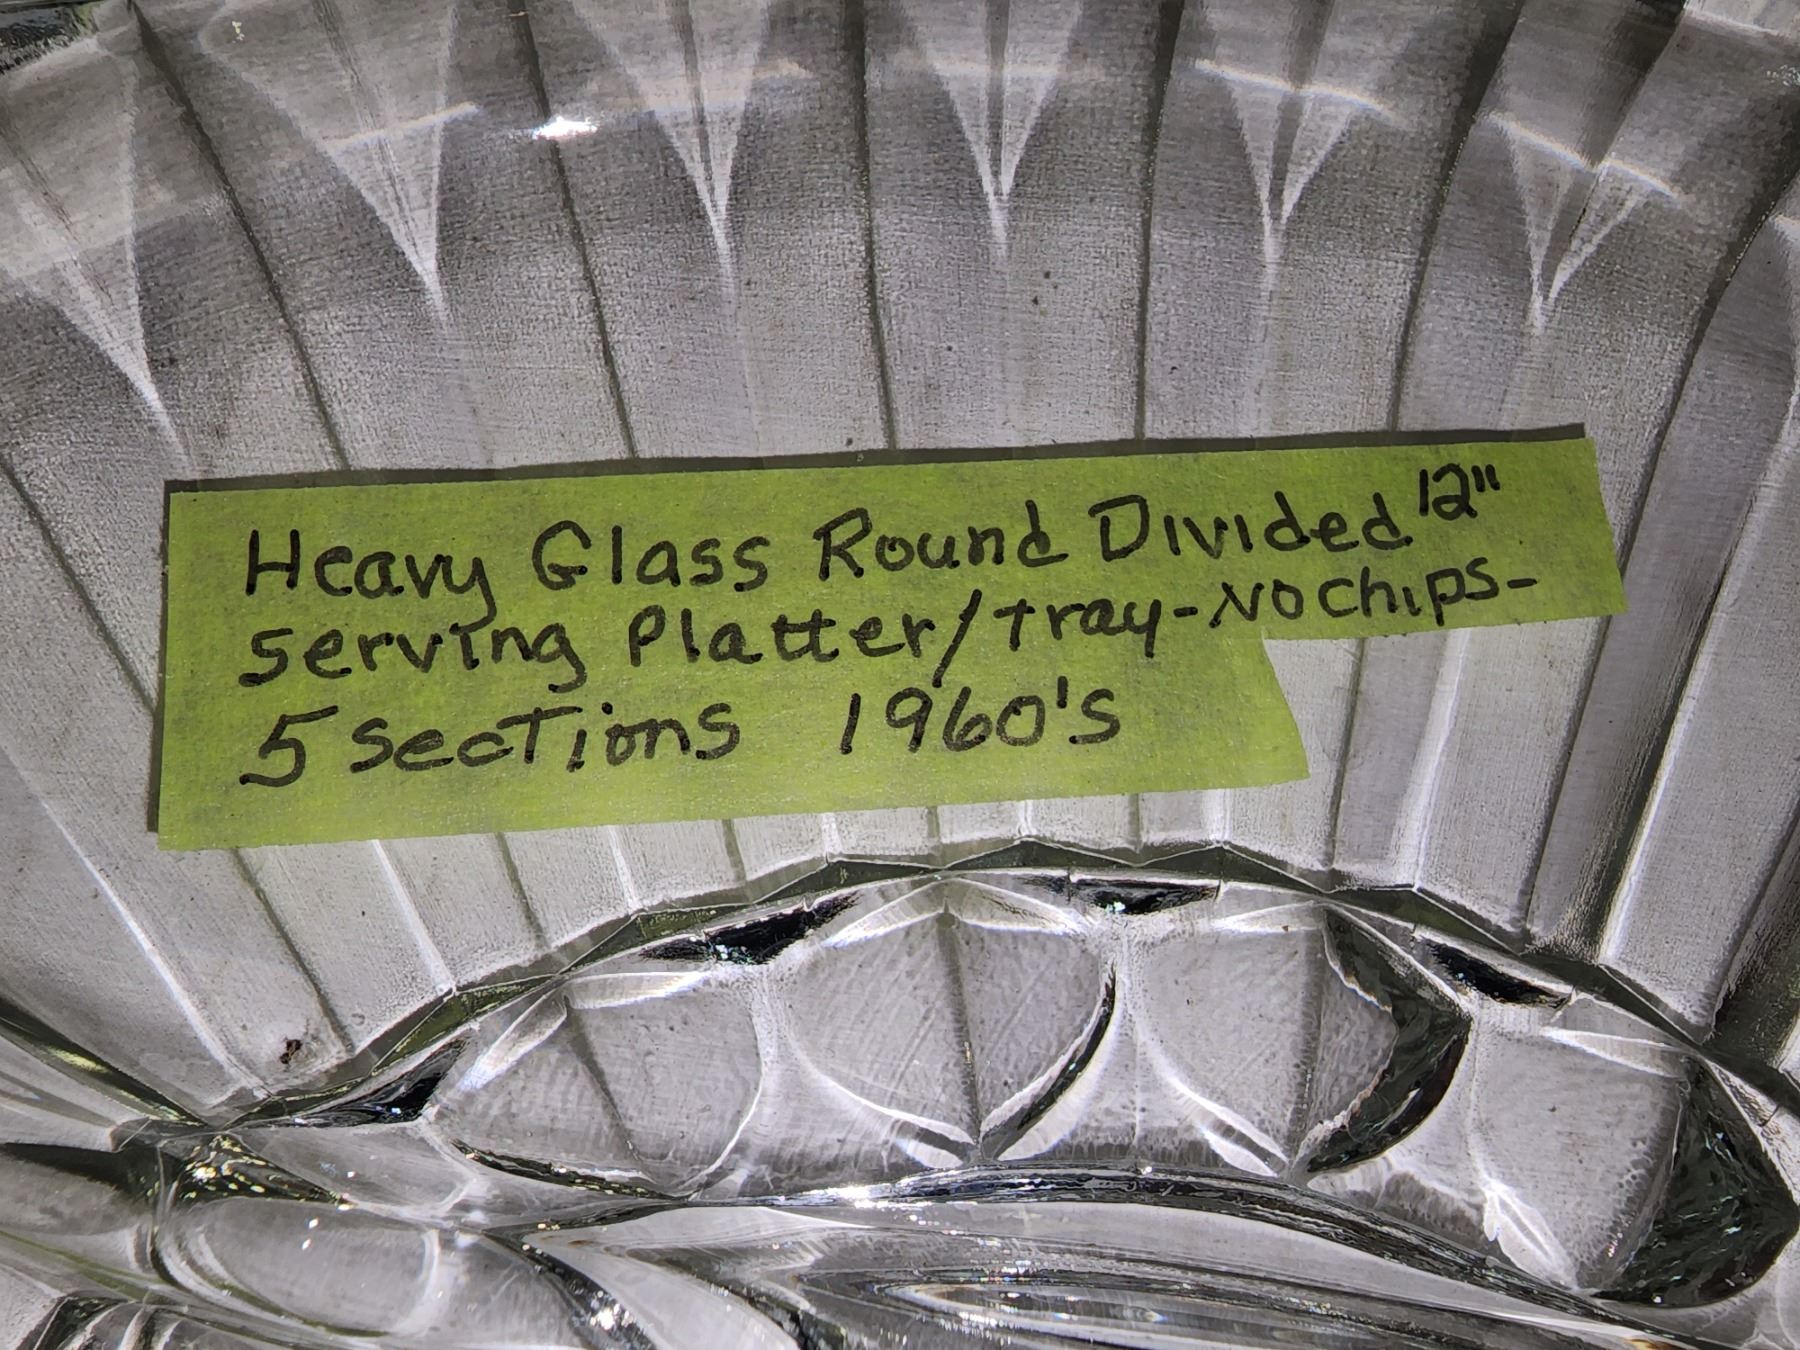 Heavy Glass Round Divided 12"
serving Platter/Tray-No chips-
5 sections 1960's